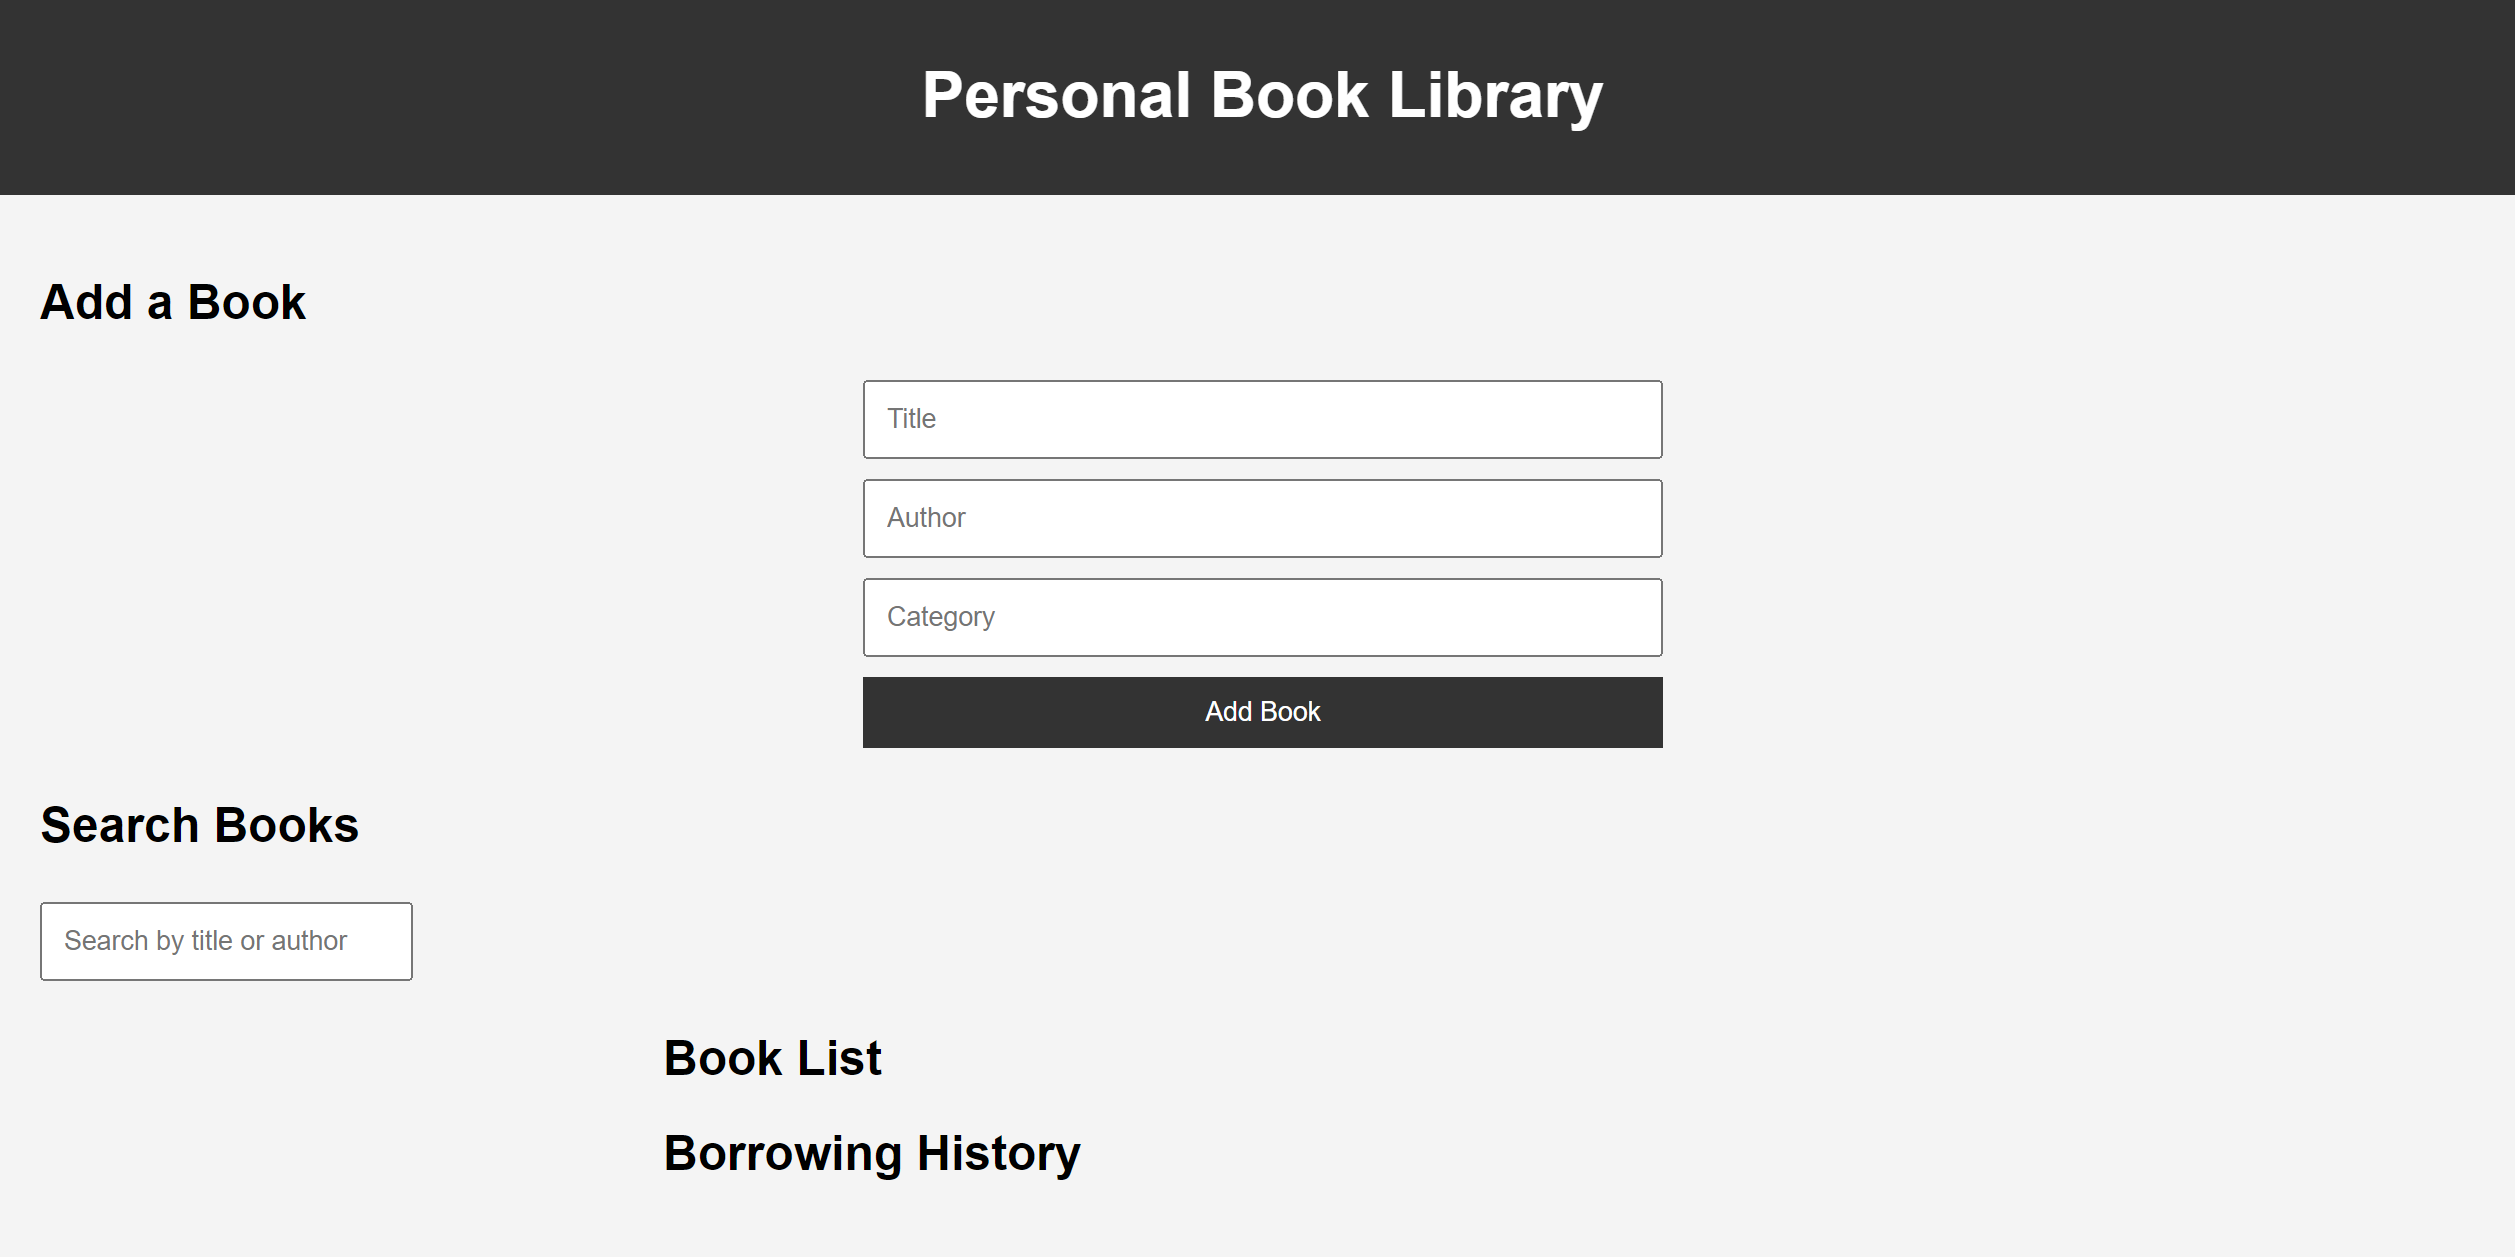 Personal Book Library
Add a Book
Title
Author
Category
Add Book
Search Books
Search by title or author
Book List
Borrowing History